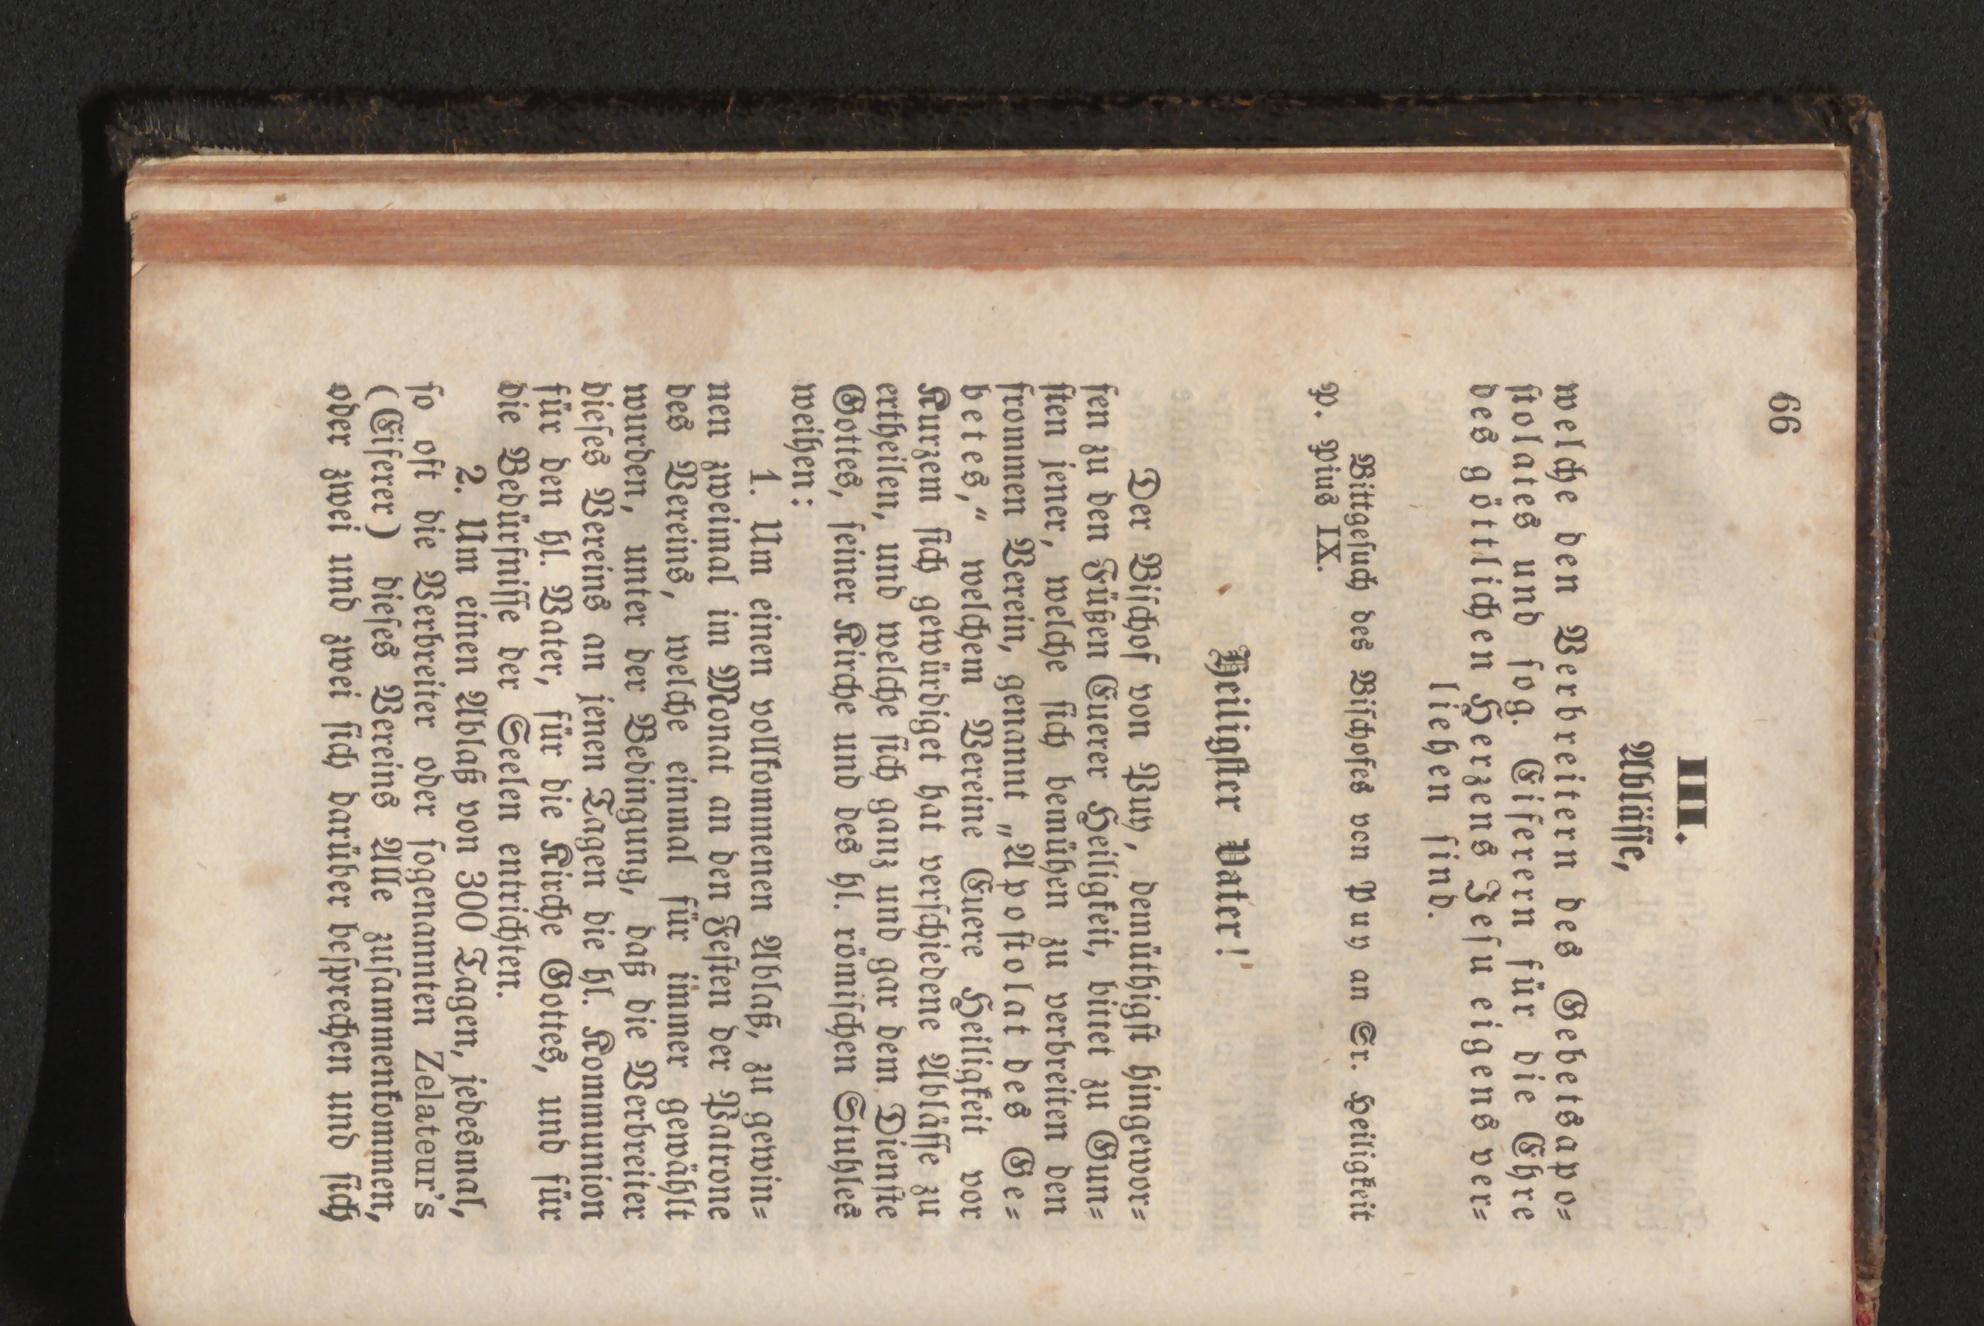 66
III.
Ablässe,
welche den Verbreitern des Gebetsapo=
stolates und sog. Eiferern für die Ehre
des göttlichen Herzens Jesu eigens ver=
liehen sind.
Bittgesuch des Bischofes von Puy an Sr. Heiligkeit
P. Pius IX.
Heiligster Vater!
Der Bischof von Puy, demüthigst hingewor=
fen zu den Füßen Euerer Heiligkeit, bittet zu Gun=
sten jener, welche sich bemühen zu verbreiten den
frommen Verein, genannt „Apostolat des Ge=
betes,“ welchem Vereine Euere Heiligkeit vor
Kurzem sich gewürdiget hat verschiedene Ablässe zu
ertheilen, und welche sich ganz und gar dem Dienste
Gottes, seiner Kirche und des hl. römischen Stuhles
weihen:
1. Um einen vollkommenen Ablaß, zu gewin=
nen zweimal im Monat an den Festen der Patrone
des Vereins, welche einmal für immer gewählt
wurden, unter der Bedingung, daß die Verbreiter
dieses Vereins an jenen Tagen die hl. Kommunion
für den hl. Vater, für die Kirche Gottes, und für
die Bedürfnisse der Seelen entrichten.
2. Um einen Ablaß von 300 Tagen, jedesmal,
so oft die Verbreiter oder sogenannten Zelateur's
(Eiferer) dieses Vereins Alle zusammenkommen,
oder zwei und zwei sich darüber besprechen und sich